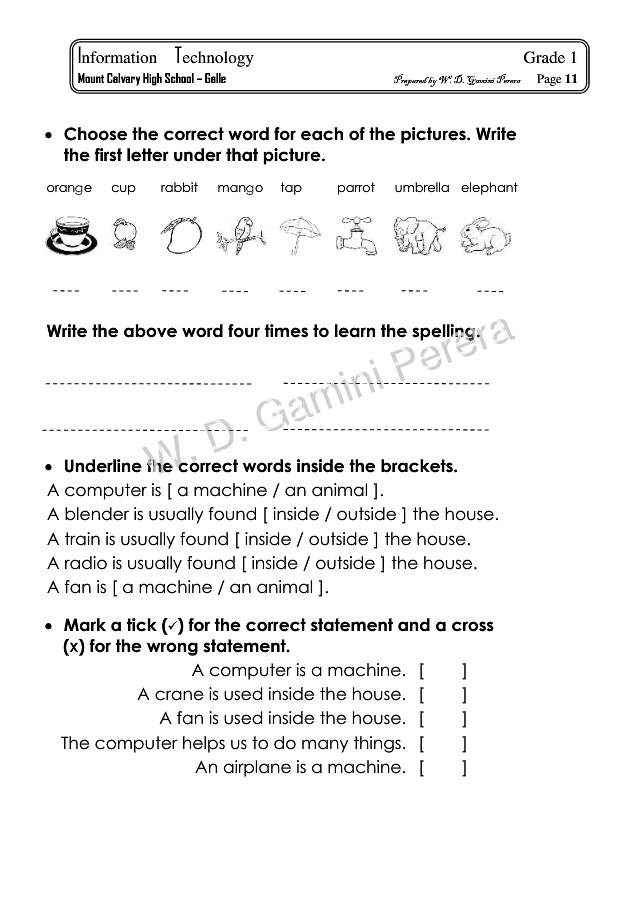 Information Technology Grade 1
Mount Calvary High School – Galle Prepared by W. D. Gamini Perera Page 11
• Choose the correct word for each of the pictures. Write
the first letter under that picture.
orange cup rabbit mango tap parrot umbrella elephant
---- ---- ---- ---- ---- ---- ---- ----
Write the above word four times to learn the spelling.
W. D. Gamini Perera
• Underline the correct words inside the brackets.
A computer is [ a machine / an animal ].
A blender is usually found [ inside / outside ] the house.
A train is usually found [ inside / outside ] the house.
A radio is usually found [ inside / outside ] the house.
A fan is [ a machine / an animal ].
• Mark a tick (✓) for the correct statement and a cross
(x) for the wrong statement.
A computer is a machine. [ ]
A crane is used inside the house. [ ]
A fan is used inside the house. [ ]
The computer helps us to do many things. [ ]
An airplane is a machine. [ ]